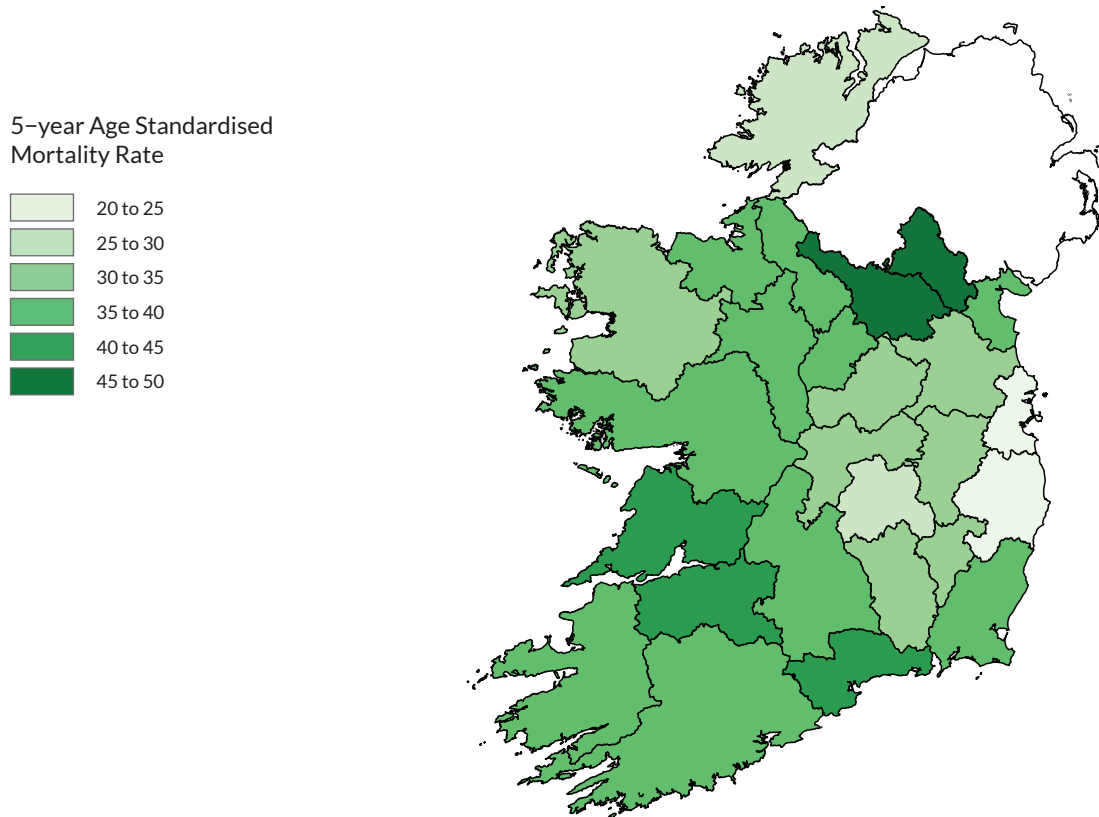 5–year Age Standardised
Mortality Rate
20 to 25
25 to 30
30 to 35
35 to 40
40 to 45
45 to 50